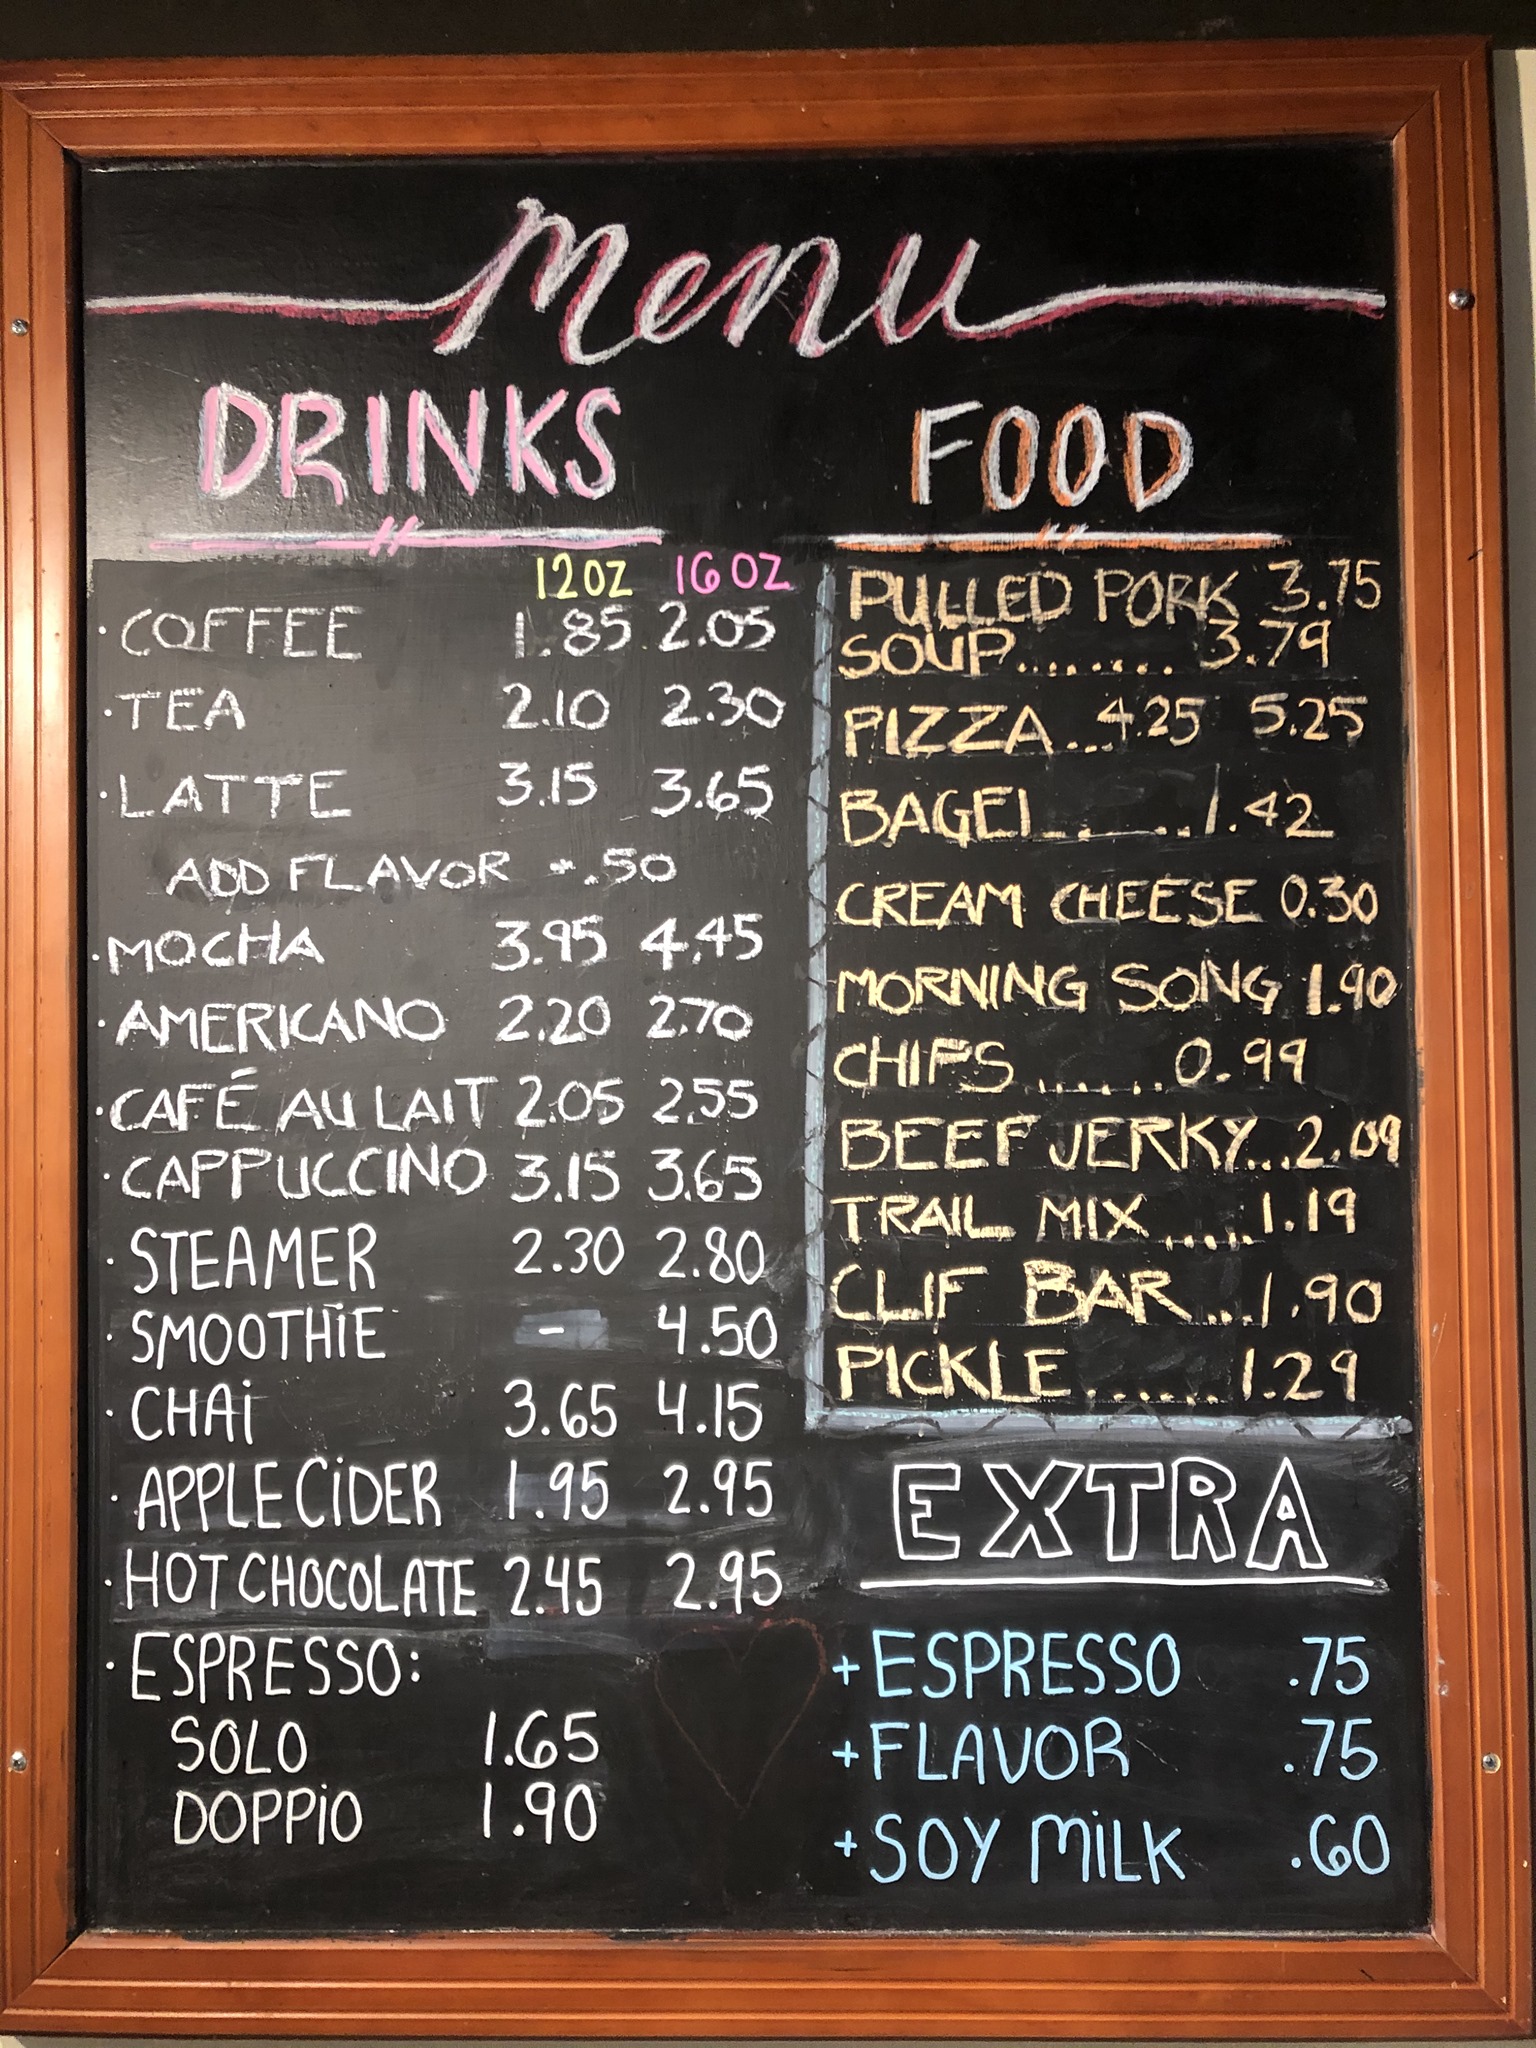 Menu
DRINKS
12OZ 16OZ
· COFFEE 1.85 2.05
· TEA 2.10 2.30
· LATTE 3.15 3.65
ADD FLAVOR - .50
· MOCHA 3.95 4.45
· AMERICANO 2.20 2.70
· CAFÉ AU LAIT 2.05 2.55
· CAPPUCCINO 3.15 3.65
· STEAMER 2.30 2.80
· SMOOTHIE - 4.50
· CHAI 3.65 4.15
· APPLE CIDER 1.95 2.95
· HOT CHOCOLATE 2.45 2.95
· ESPRESSO:
SOLO 1.65
DOPPIO 1.90
FOOD
PULLED PORK 3.75
SOUP........ 3.79
PIZZA...4.25 5.25
BAGEL......1.42
CREAM CHEESE 0.30
MORNING SONG 1.90
CHIPS.......0.99
BEEF JERKY...2.09
TRAIL MIX.....1.19
CLIF BAR...1.90
PICKLE.......1.29
EXTRA
+ESPRESSO .75
+FLAVOR .75
+SOY MILK .60